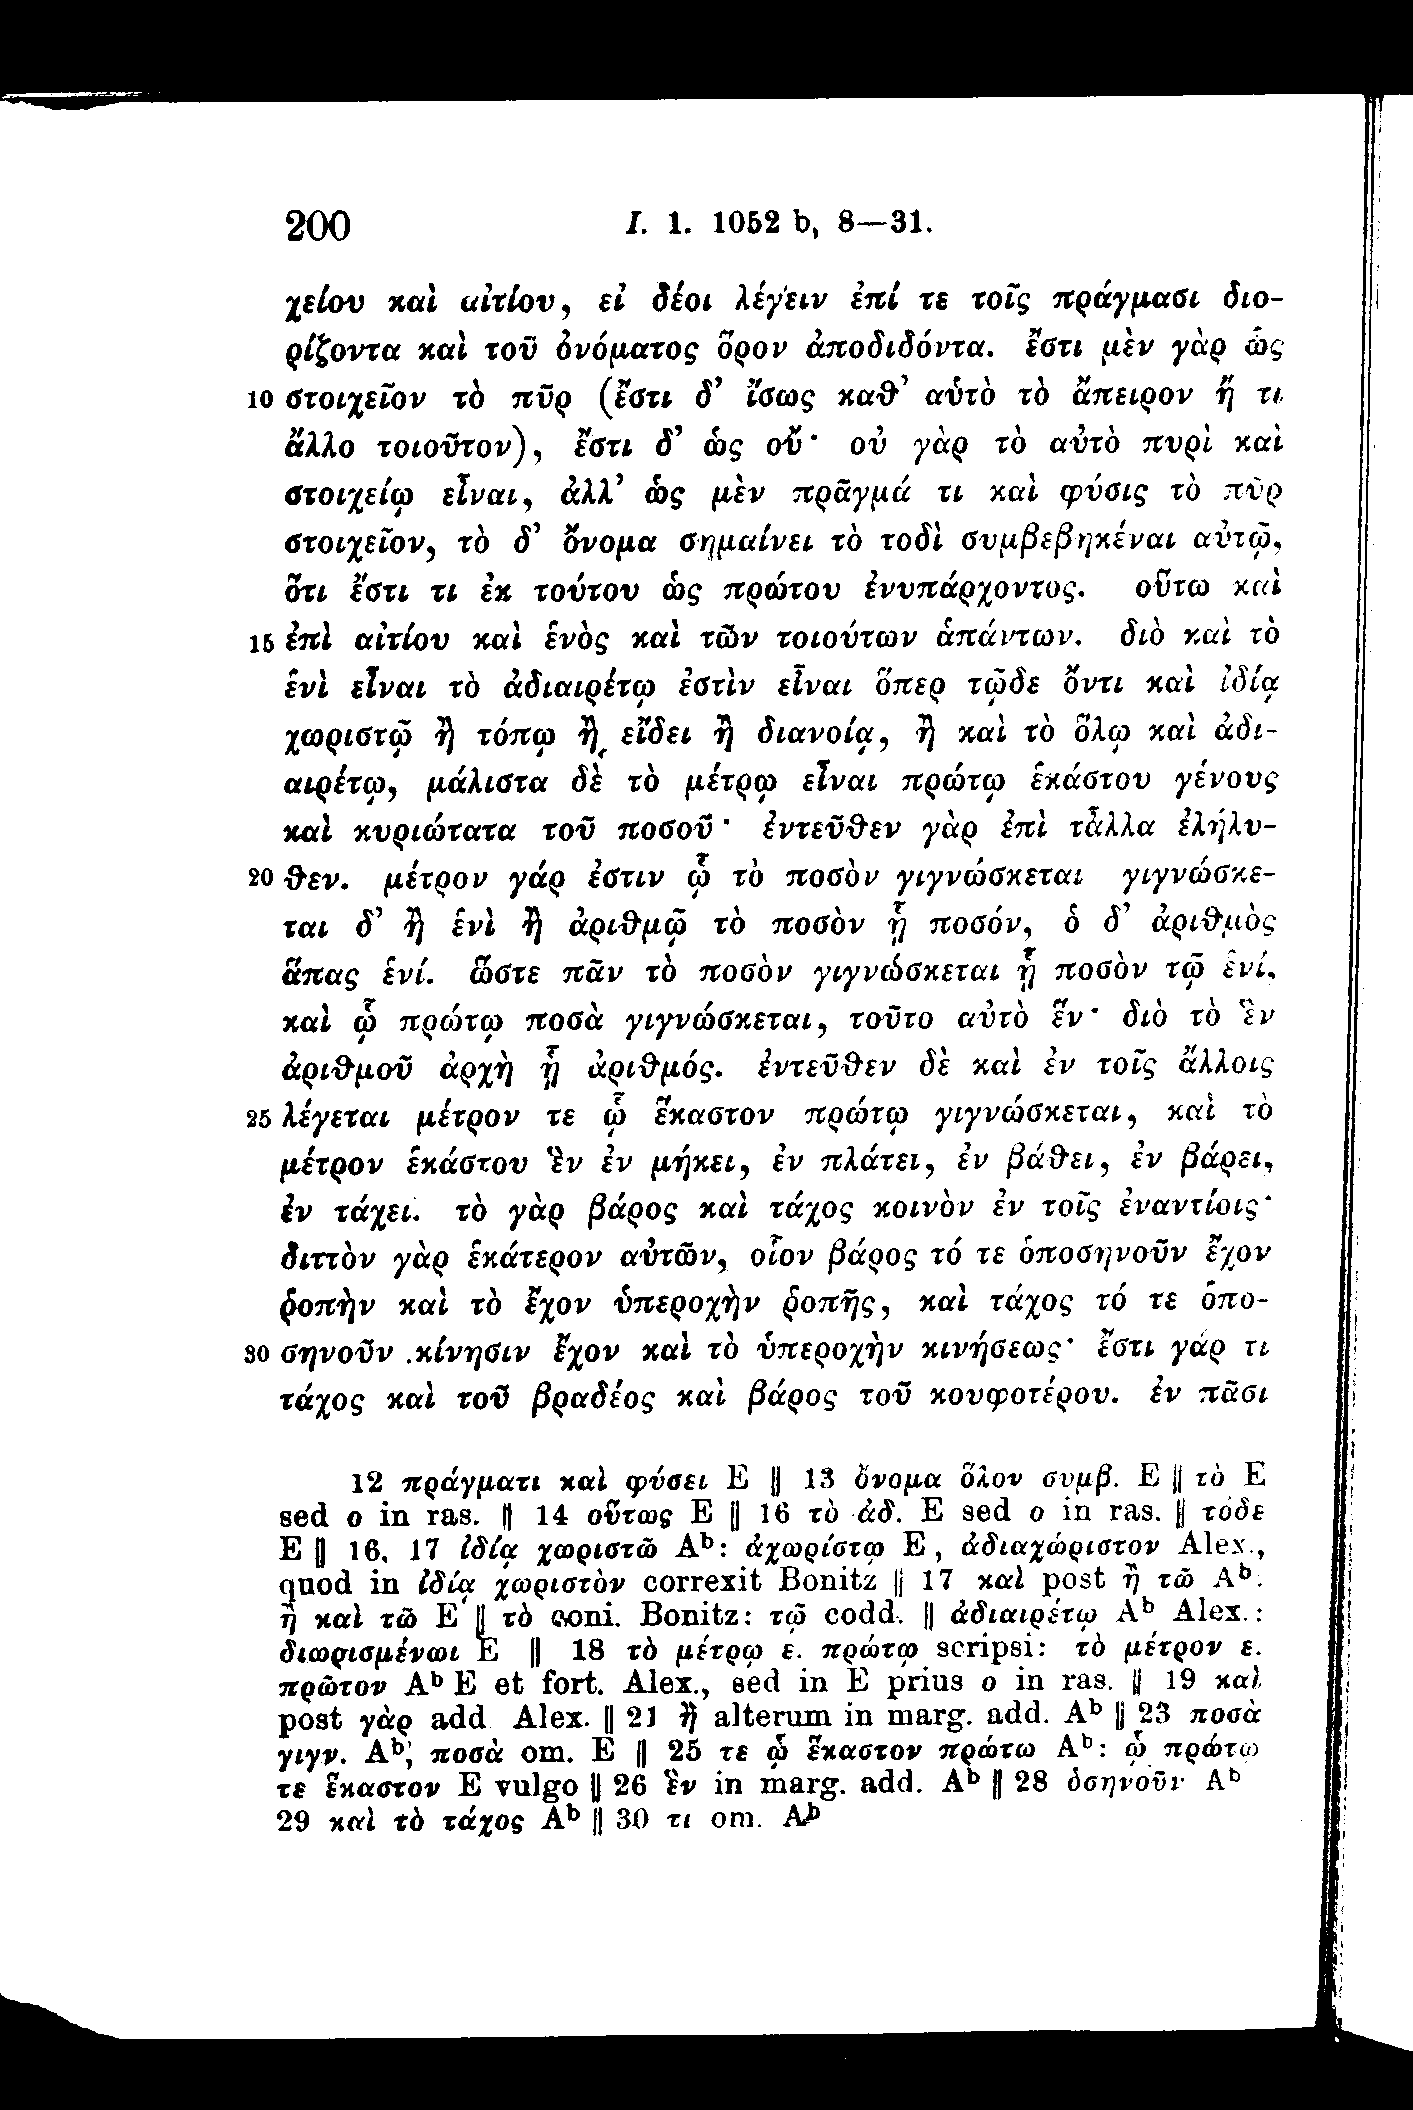 200 I. 1. 1052 b, 8—31.
χείου καὶ αἰτίου, εἰ δέοι λέγειν ἐπί τε τοῖς πράγμασι διο-
ρίζοντα καὶ τοῦ ὀνόματος ὅρον ἀποδιδόντα. ἔστι μὲν γὰρ ὡς
10 στοιχεῖον τὸ πῦρ (ἔστι δ’ ἴσως καθ’ αὑτὸ τὸ ἄπειρον ἤ τι
ἄλλο τοιοῦτον), ἔστι δ’ ὡς οὔ· οὐ γὰρ τὸ αὐτὸ πυρὶ καὶ
στοιχείῳ εἶναι, ἀλλ’ ὡς μὲν πρᾶγμά τι καὶ φύσις τὸ πῦρ
στοιχεῖον, τὸ δ’ ὄνομα σημαίνει τὸ τοδὶ συμβεβηκέναι αὐτῷ,
ὅτι ἔστι τι ἐκ τούτου ὡς πρώτου ἐνυπάρχοντος. οὕτω καὶ
15 ἐπὶ αἰτίου καὶ ἑνὸς καὶ τῶν τοιούτων ἁπάντων. διὸ καὶ τὸ
ἑνὶ εἶναι τὸ ἀδιαιρέτῳ ἐστὶν εἶναι ὅπερ τῷδε ὄντι καὶ ἰδίᾳ
χωριστῷ ἢ τόπῳ ἢ εἴδει ἢ διανοίᾳ, ἢ καὶ τὸ ὅλῳ καὶ ἀδι-
αιρέτῳ, μάλιστα δὲ τὸ μέτρῳ εἶναι πρώτῳ ἑκάστου γένους
καὶ κυριώτατα τοῦ ποσοῦ· ἐντεῦθεν γὰρ ἐπὶ τἆλλα ἐλήλυ-
20 θεν. μέτρον γάρ ἐστιν ᾧ τὸ ποσὸν γιγνώσκεται γιγνώσκε-
ται δ’ ἢ ἑνὶ ἢ ἀριθμῷ τὸ ποσὸν ᾗ ποσόν, ὁ δ’ ἀριθμὸς
ἅπας ἑνί. ὥστε πᾶν τὸ ποσὸν γιγνώσκεται ᾗ ποσὸν τῷ ἑνί,
καὶ ᾧ πρώτῳ ποσὰ γιγνώσκεται, τοῦτο αὐτὸ ἕν· διὸ τὸ ἓν
ἀριθμοῦ ἀρχὴ ᾗ ἀριθμός. ἐντεῦθεν δὲ καὶ ἐν τοῖς ἄλλοις
25 λέγεται μέτρον τε ᾧ ἕκαστον πρώτῳ γιγνώσκεται, καὶ τὸ
μέτρον ἑκάστου ἓν ἐν μήκει, ἐν πλάτει, ἐν βάθει, ἐν βάρει,
ἐν τάχει. τὸ γὰρ βάρος καὶ τάχος κοινὸν ἐν τοῖς ἐναντίοις·
διττὸν γὰρ ἑκάτερον αὐτῶν, οἷον βάρος τό τε ὁποσηνοῦν ἔχον
ῥοπὴν καὶ τὸ ἔχον ὑπεροχὴν ῥοπῆς, καὶ τάχος τό τε ὁπο-
30 σηνοῦν κίνησιν ἔχον καὶ τὸ ὑπεροχὴν κινήσεως· ἔστι γάρ τι
τάχος καὶ τοῦ βραδέος καὶ βάρος τοῦ κουφοτέρου. ἐν πᾶσι
12 πράγματι καὶ φύσει E || 13 ὄνομα ὅλον συμβ. E || τὸ E
sed o in ras. || 14 οὕτως E || 16 τὸ ἀδ. E sed o in ras. || τόδε
E || 16, 17 ἰδίᾳ χωριστῶ Aᵇ: ἀχωρίστῳ E, ἀδιαχώριστον Alex.,
quod in ἰδίᾳ χωριστὸν correxit Bonitz || 17 καὶ post ἢ τῶ Aᵇ.
ἢ καὶ τῶ E || τὸ coni. Bonitz: τῷ codd. || ἀδιαιρέτῳ Aᵇ Alex.:
διωρισμένωι E || 18 τὸ μέτρῳ ε. πρώτῳ scripsi: τὸ μέτρον ε.
πρῶτον Aᵇ E et fort. Alex., sed in E prius o in ras. || 19 καὶ
post γὰρ add Alex. || 21 ἢ alterum in marg. add. Aᵇ || 23 ποσὰ
γιγν. Aᵇ, ποσὰ om. E || 25 τε ᾧ ἕκαστον πρώτω Aᵇ: ᾧ πρώτω
τε ἕκαστον E vulgo || 26 ἓν in marg. add. Aᵇ || 28 ὁσηνοῦν Aᵇ
29 καὶ τὸ τάχος Aᵇ || 30 τι om. Aᵇ